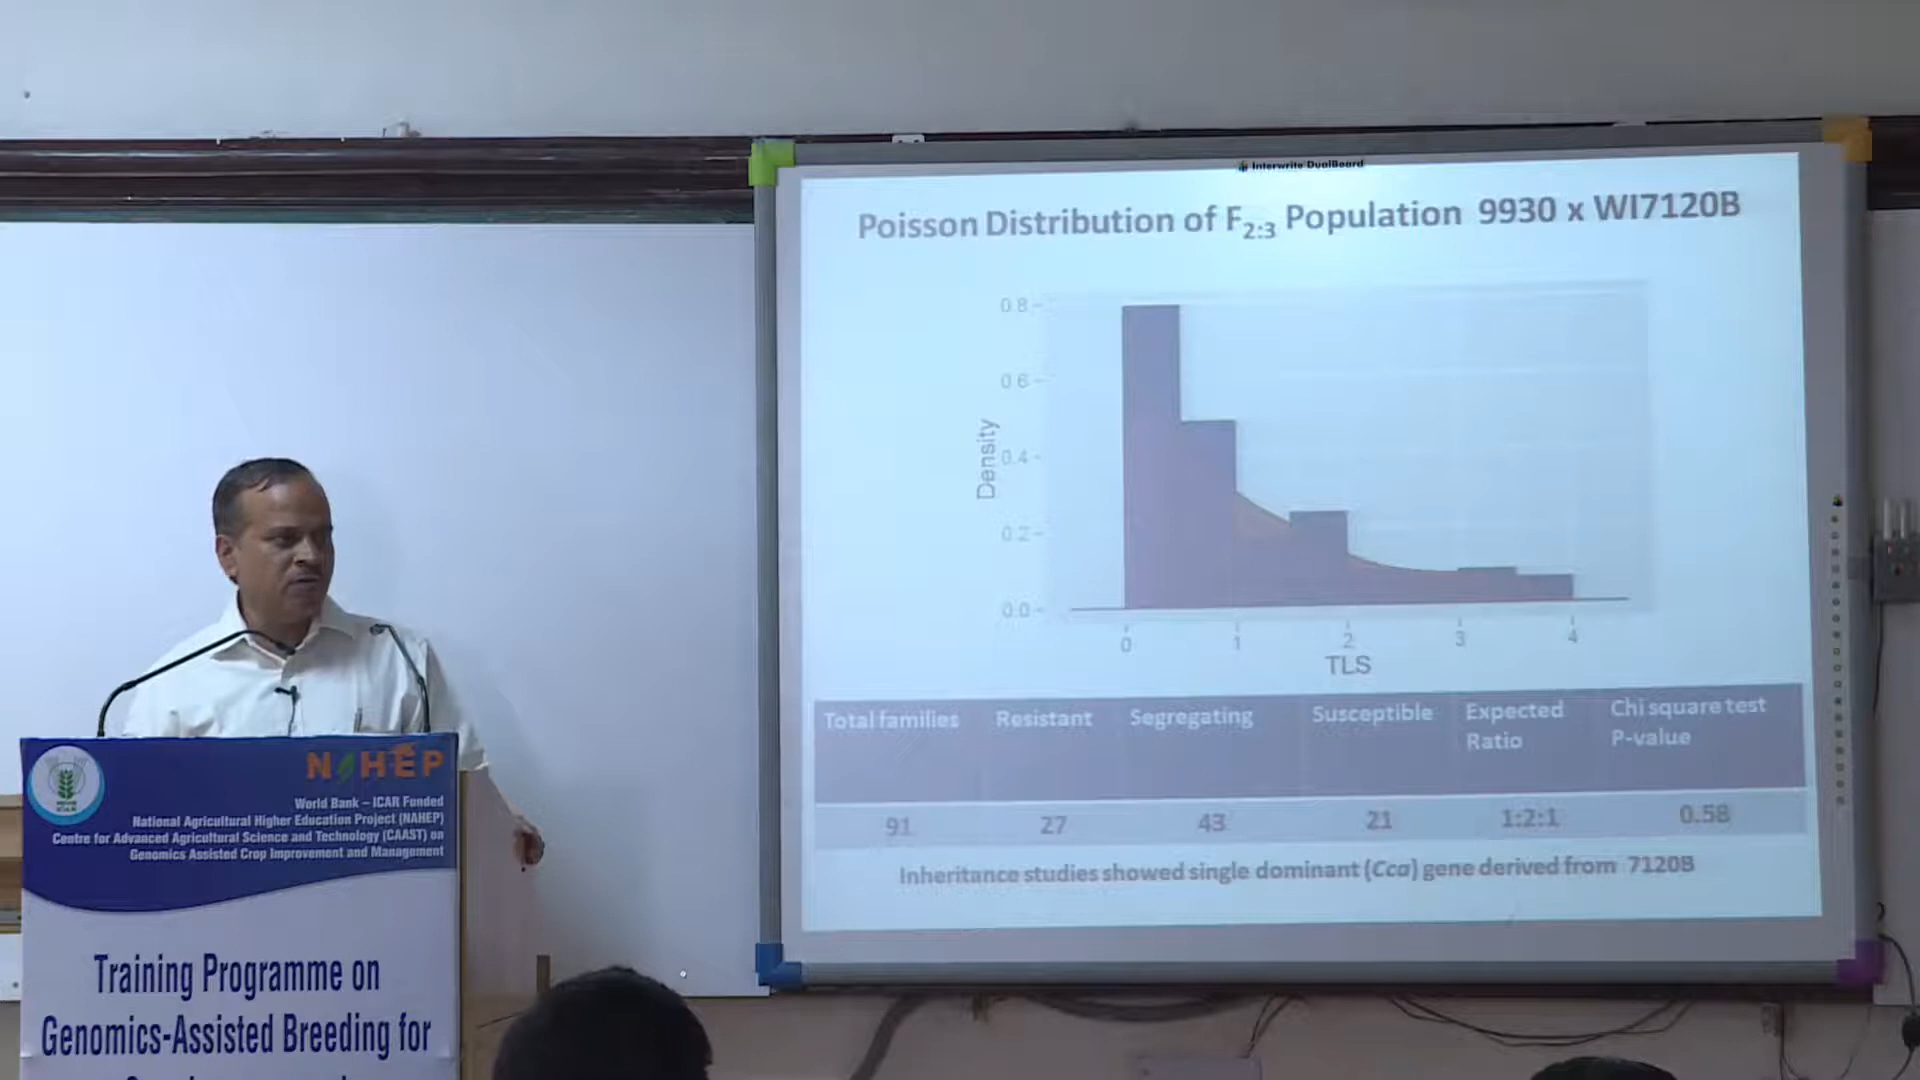 Interwrite DualBoard
Poisson Distribution of F2:3 Population 9930 x WI7120B
0.8
0.6
0.4
0.2
0.0
Density
0 1 2 3 4
TLS
Total families Resistant Segregating Susceptible Expected Ratio Chi square test P-value
91 27 43 21 1:2:1 0.58
Inheritance studies showed single dominant (Cca) gene derived from 7120B
NAHEP
World Bank – ICAR Funded
National Agricultural Higher Education Project (NAHEP)
Centre for Advanced Agricultural Science and Technology (CAAST) on
Genomics Assisted Crop Improvement and Management
ICAR
Training Programme on
Genomics-Assisted Breeding for